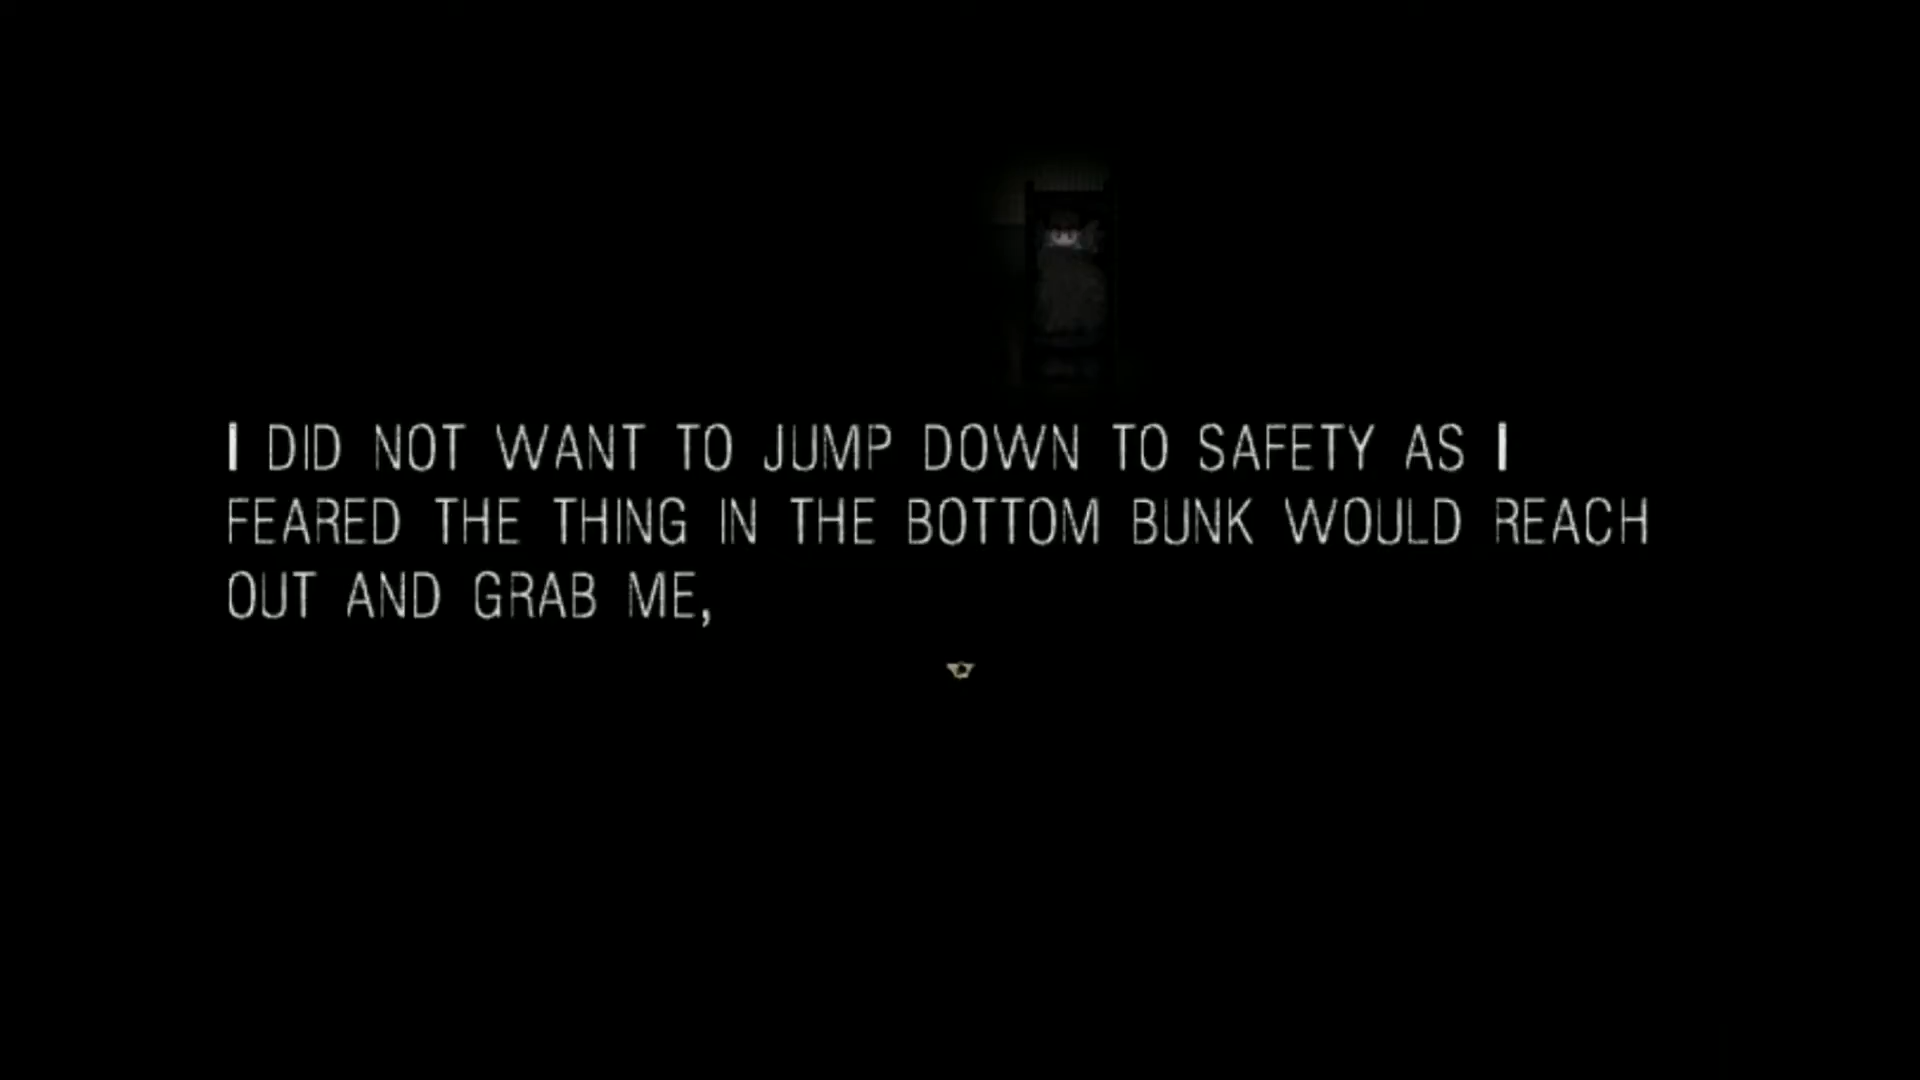 I DID NOT WANT TO JUMP DOWN TO SAFETY AS I
FEARED THE THING IN THE BOTTOM BUNK WOULD REACH
OUT AND GRAB ME,